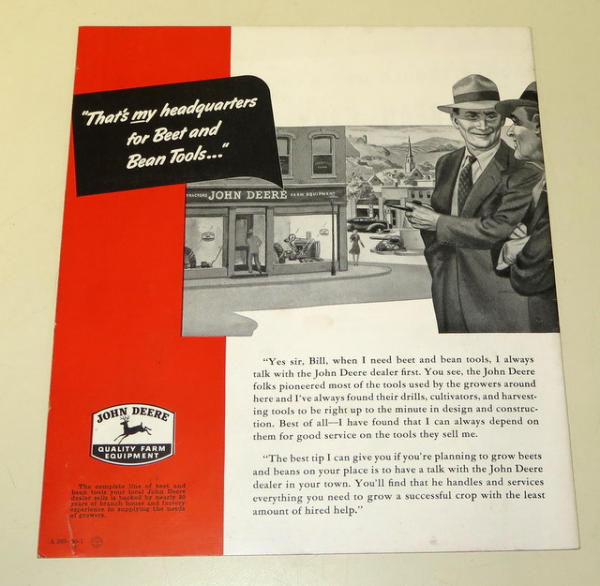 "That's my headquarters
for Beet and
Bean Tools..."
TRACTORS JOHN DEERE FARM EQUIPMENT
"Yes sir, Bill, when I need beet and bean tools, I always
talk with the John Deere dealer first. You see, the John Deere
folks pioneered most of the tools used by the growers around
here and I've always found their drills, cultivators, and harvest-
ing tools to be right up to the minute in design and construc-
tion. Best of all—I have found that I can always depend on
them for good service on the tools they sell me.
"The best tip I can give you if you're planning to grow beets
and beans on your place is to have a talk with the John Deere
dealer in your town. You'll find that he handles and services
everything you need to grow a successful crop with the least
amount of hired help."
JOHN DEERE
QUALITY FARM
EQUIPMENT
The complete line of beet and
bean tools your local John Deere
dealer sells is backed by nearly 50
years of branch house and factory
experience in supplying the needs
of growers.